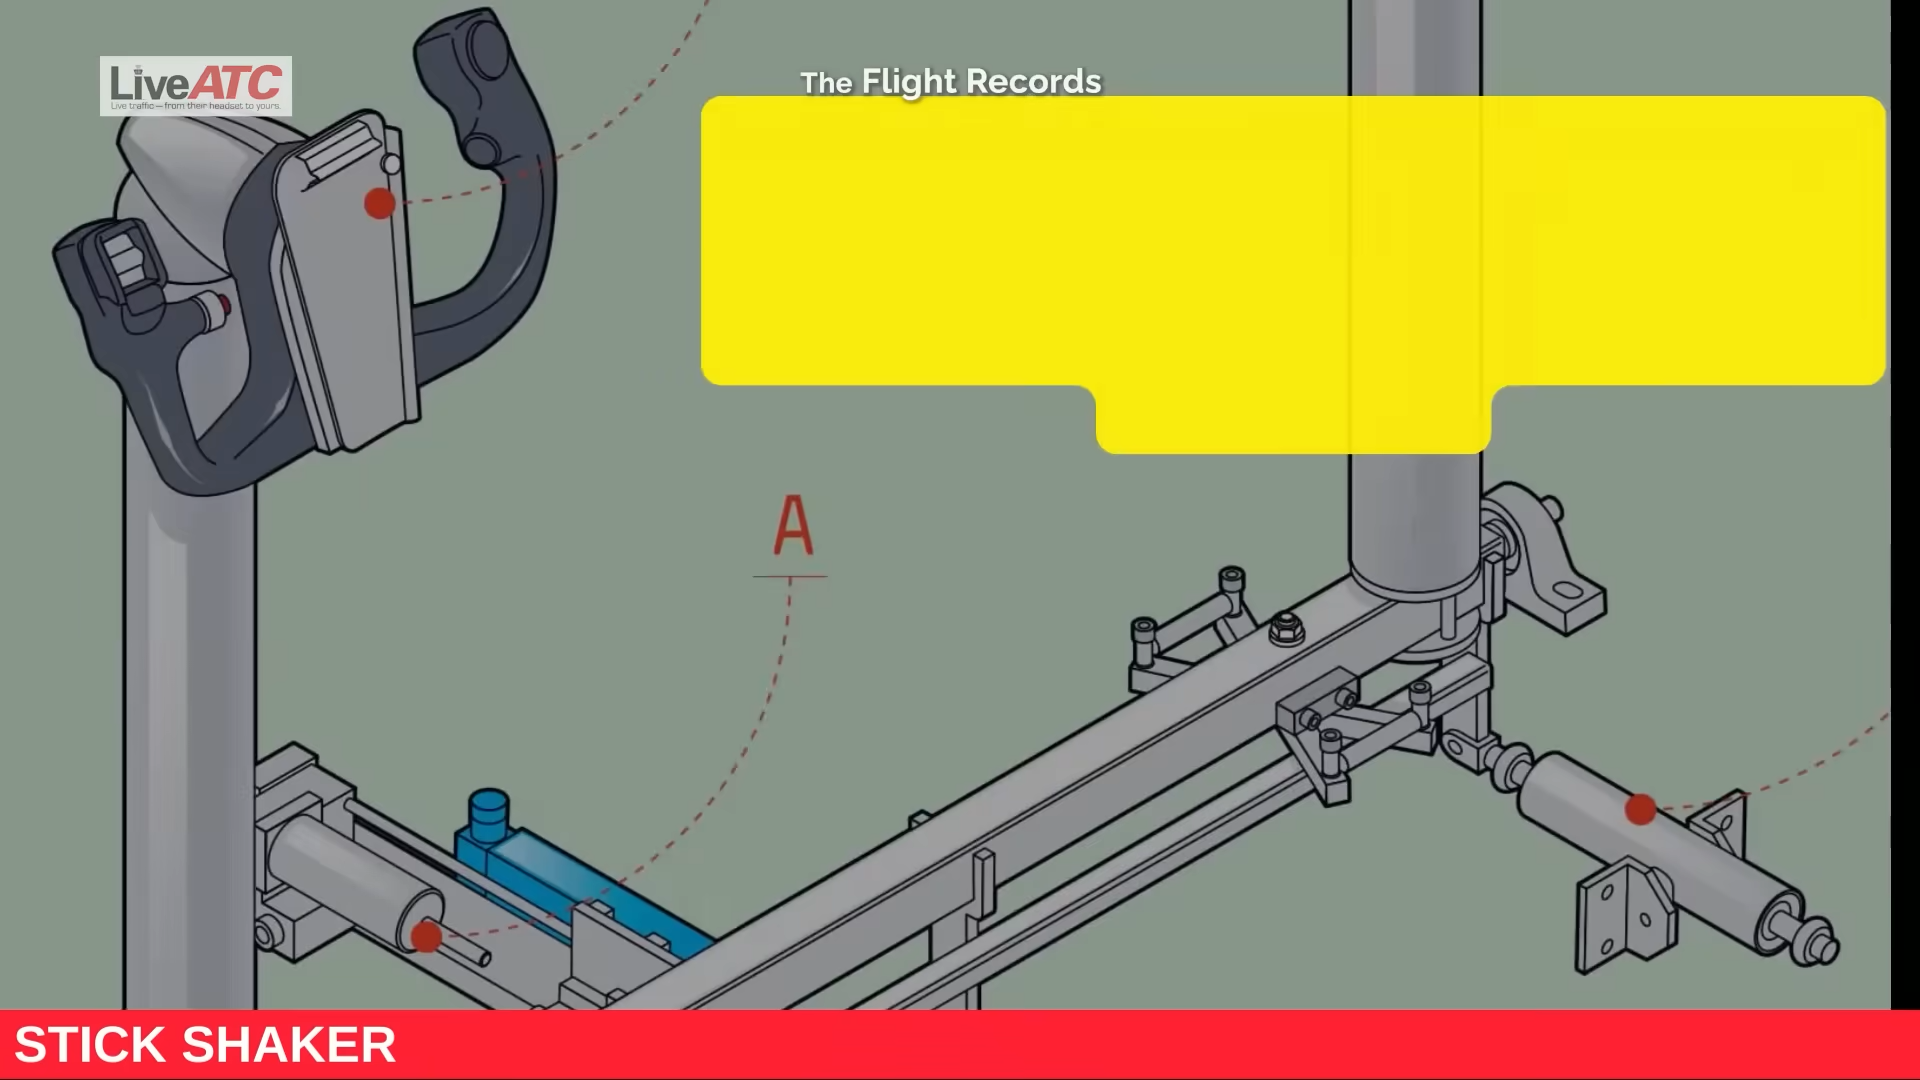 LiveATC
Live traffic—from their headset to yours.
The Flight Records
A
STICK SHAKER